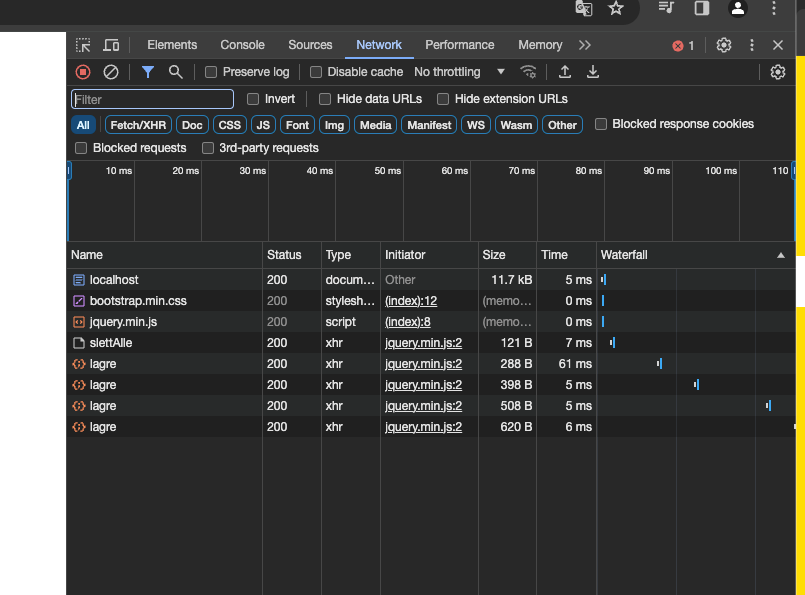 Elements Console Sources Network Performance Memory 1
Preserve log Disable cache No throttling
Filter Invert Hide data URLs Hide extension URLs
All Fetch/XHR Doc CSS JS Font Img Media Manifest WS Wasm Other Blocked response cookies
Blocked requests 3rd-party requests
10 ms 20 ms 30 ms 40 ms 50 ms 60 ms 70 ms 80 ms 90 ms 100 ms 110
Name Status Type Initiator Size Time Waterfall
localhost 200 docum... Other 11.7 kB 5 ms
bootstrap.min.css 200 stylesh... (index):12 (memo... 0 ms
jquery.min.js 200 script (index):8 (memo... 0 ms
slettAlle 200 xhr jquery.min.js:2 121 B 7 ms
lagre 200 xhr jquery.min.js:2 288 B 61 ms
lagre 200 xhr jquery.min.js:2 398 B 5 ms
lagre 200 xhr jquery.min.js:2 508 B 5 ms
lagre 200 xhr jquery.min.js:2 620 B 6 ms